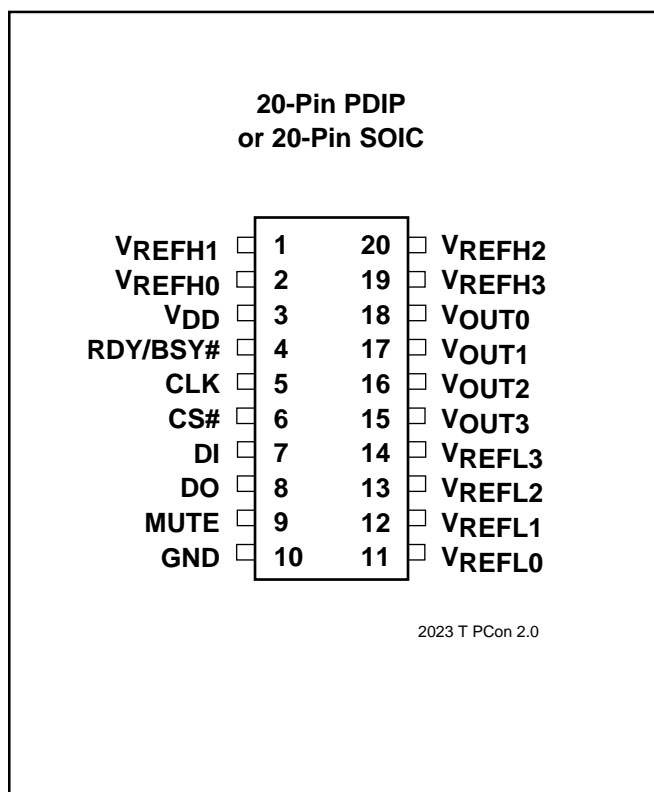 20-Pin PDIP
or 20-Pin SOIC
VREFH1 1 20 VREFH2
VREFH0 2 19 VREFH3
VDD 3 18 VOUT0
RDY/BSY# 4 17 VOUT1
CLK 5 16 VOUT2
CS# 6 15 VOUT3
DI 7 14 VREFL3
DO 8 13 VREFL2
MUTE 9 12 VREFL1
GND 10 11 VREFL0
2023 T PCon 2.0